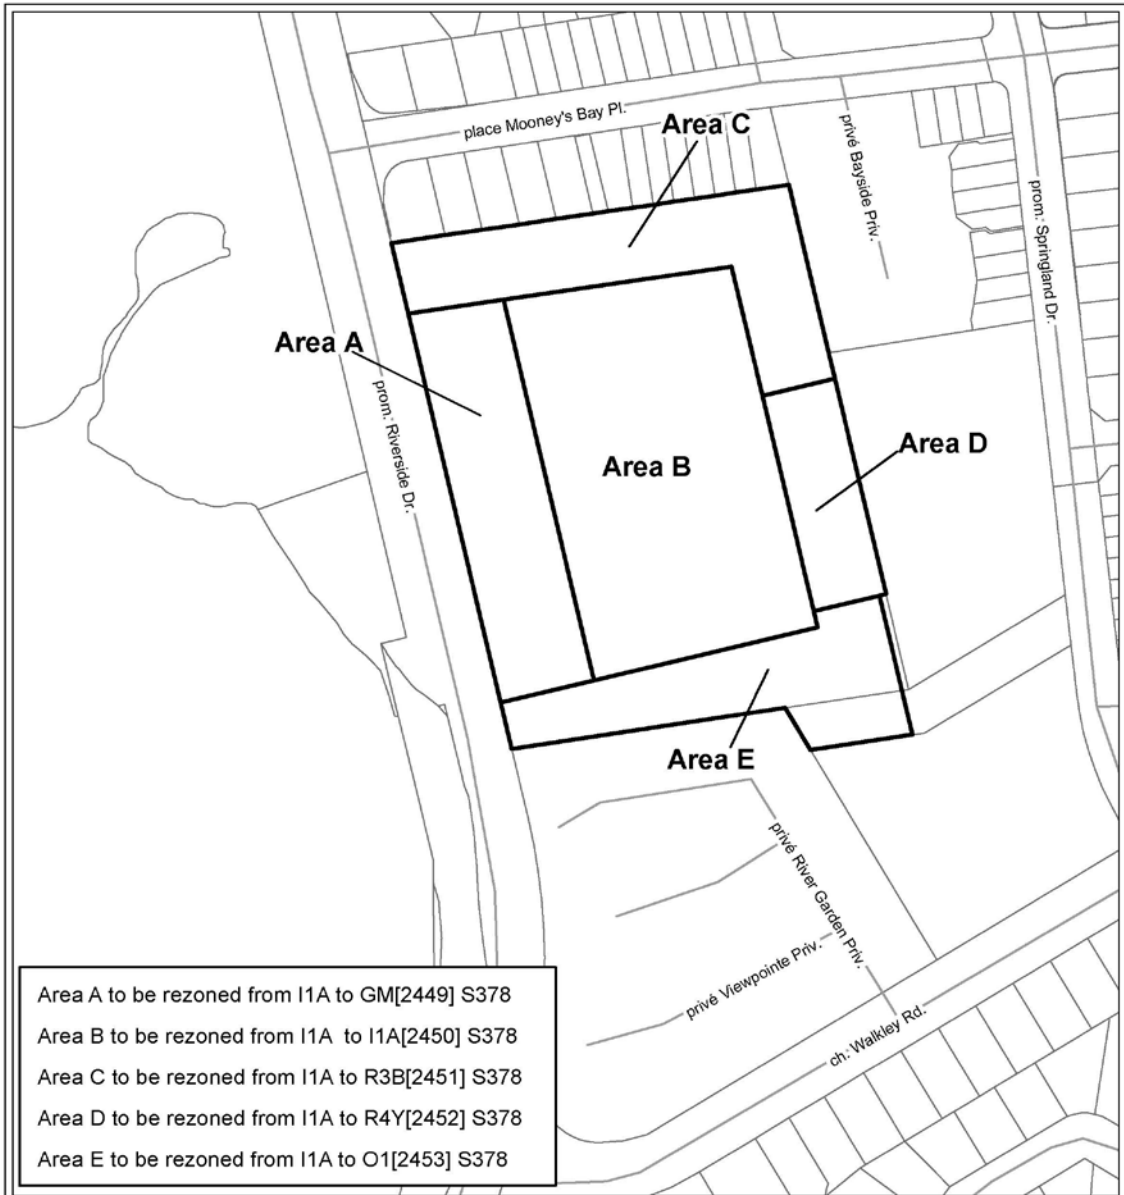 place Mooney's Bay Pl.
Area C
privé Bayside Priv.
prom. Springland Dr.
Area A
prom. Riverside Dr.
Area B
Area D
Area E
privé River Garden Priv.
privé Viewpointe Priv.
ch. Walkley Rd.
Area A to be rezoned from I1A to GM[2449] S378
Area B to be rezoned from I1A to I1A[2450] S378
Area C to be rezoned from I1A to R3B[2451] S378
Area D to be rezoned from I1A to R4Y[2452] S378
Area E to be rezoned from I1A to O1[2453] S378